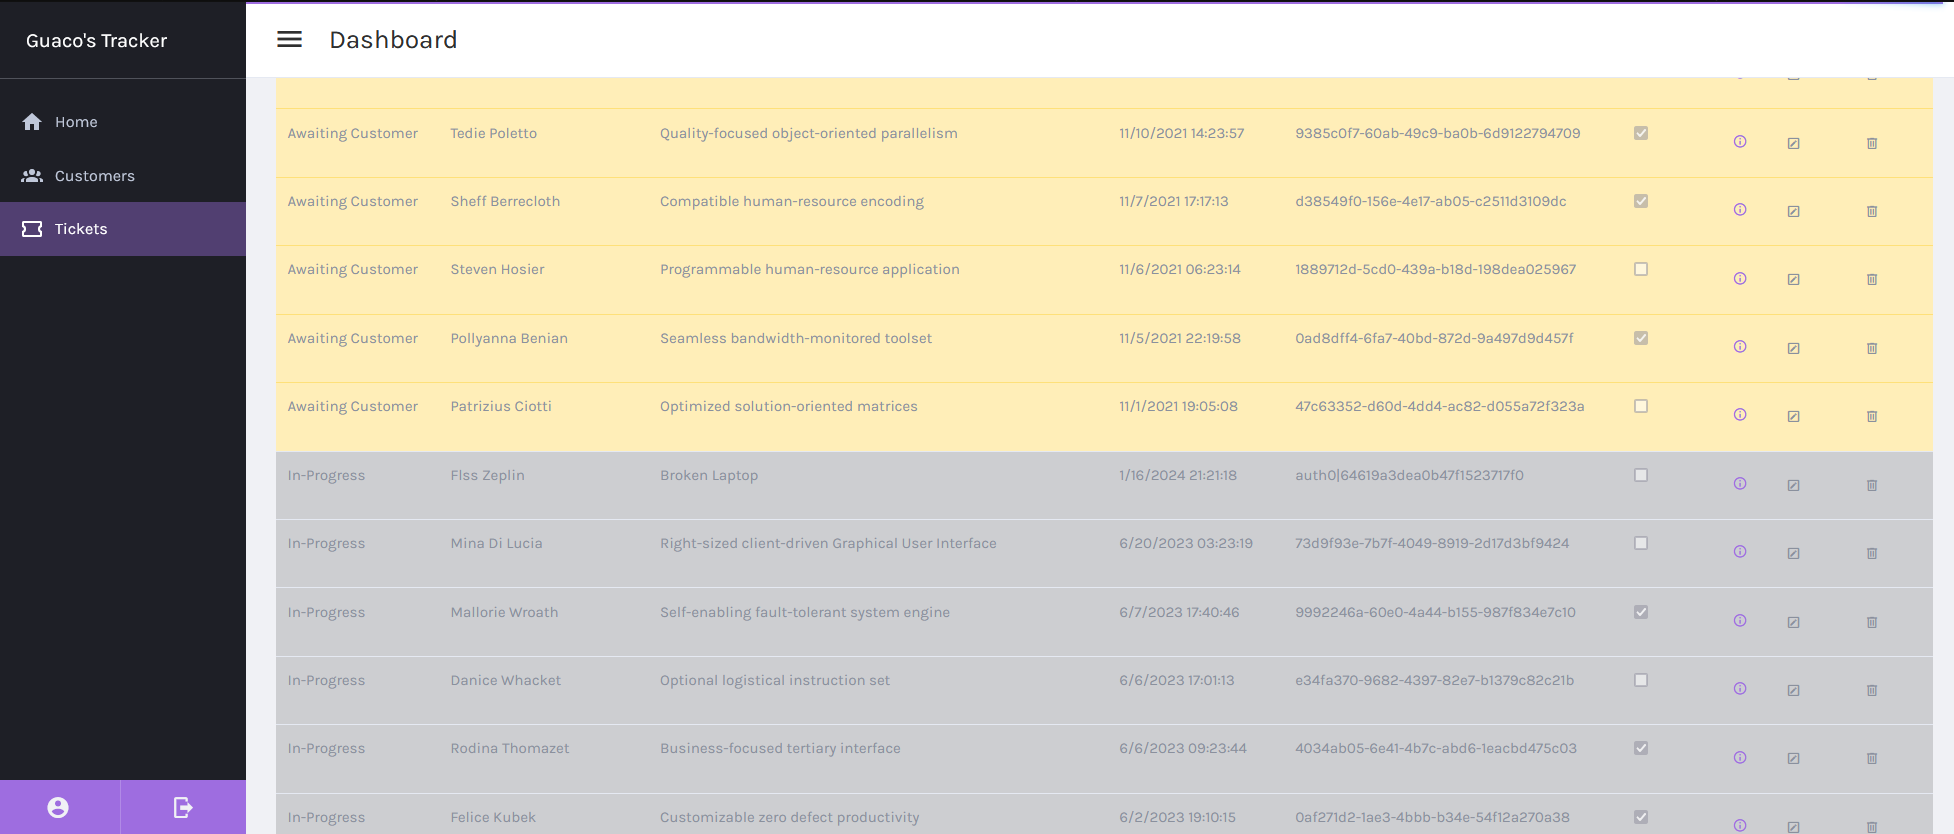 Guaco's Tracker
Dashboard
Home
Customers
Tickets
Awaiting Customer Tedie Poletto Quality-focused object-oriented parallelism 11/10/2021 14:23:57 9385c0f7-60ab-49c9-ba0b-6d9122794709
Awaiting Customer Sheff Berrecloth Compatible human-resource encoding 11/7/2021 17:17:13 d38549f0-156e-4e17-ab05-c2511d3109dc
Awaiting Customer Steven Hosier Programmable human-resource application 11/6/2021 06:23:14 1889712d-5cd0-439a-b18d-198dea025967
Awaiting Customer Pollyanna Benian Seamless bandwidth-monitored toolset 11/5/2021 22:19:58 0ad8dff4-6fa7-40bd-872d-9a497d9d457f
Awaiting Customer Patrizius Ciotti Optimized solution-oriented matrices 11/1/2021 19:05:08 47c63352-d60d-4dd4-ac82-d055a72f323a
In-Progress Flss Zeplin Broken Laptop 1/16/2024 21:21:18 auth0|64619a3dea0b47f1523717f0
In-Progress Mina Di Lucia Right-sized client-driven Graphical User Interface 6/20/2023 03:23:19 73d9f93e-7b7f-4049-8919-2d17d3bf9424
In-Progress Mallorie Wroath Self-enabling fault-tolerant system engine 6/7/2023 17:40:46 9992246a-60e0-4a44-b155-987f834e7c10
In-Progress Danice Whacket Optional logistical instruction set 6/6/2023 17:01:13 e34fa370-9682-4397-82e7-b1379c82c21b
In-Progress Rodina Thomazet Business-focused tertiary interface 6/6/2023 09:23:44 4034ab05-6e41-4b7c-abd6-1eacbd475c03
In-Progress Felice Kubek Customizable zero defect productivity 6/2/2023 19:10:15 0af271d2-1ae3-4bbb-b34e-54f12a270a38